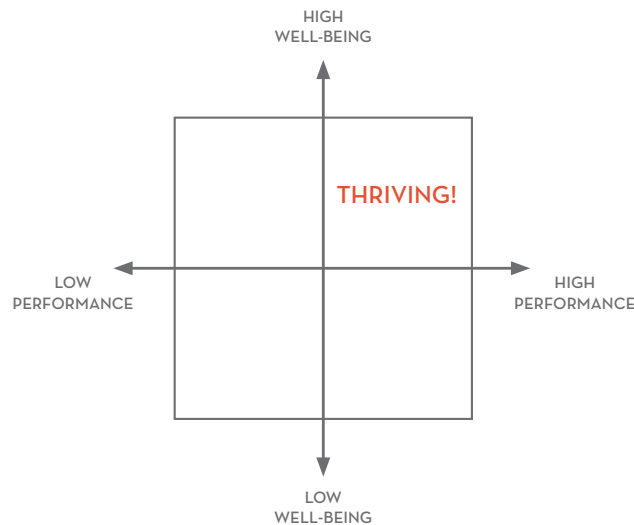 HIGH
WELL-BEING
THRIVING!
LOW
PERFORMANCE
HIGH
PERFORMANCE
LOW
WELL-BEING